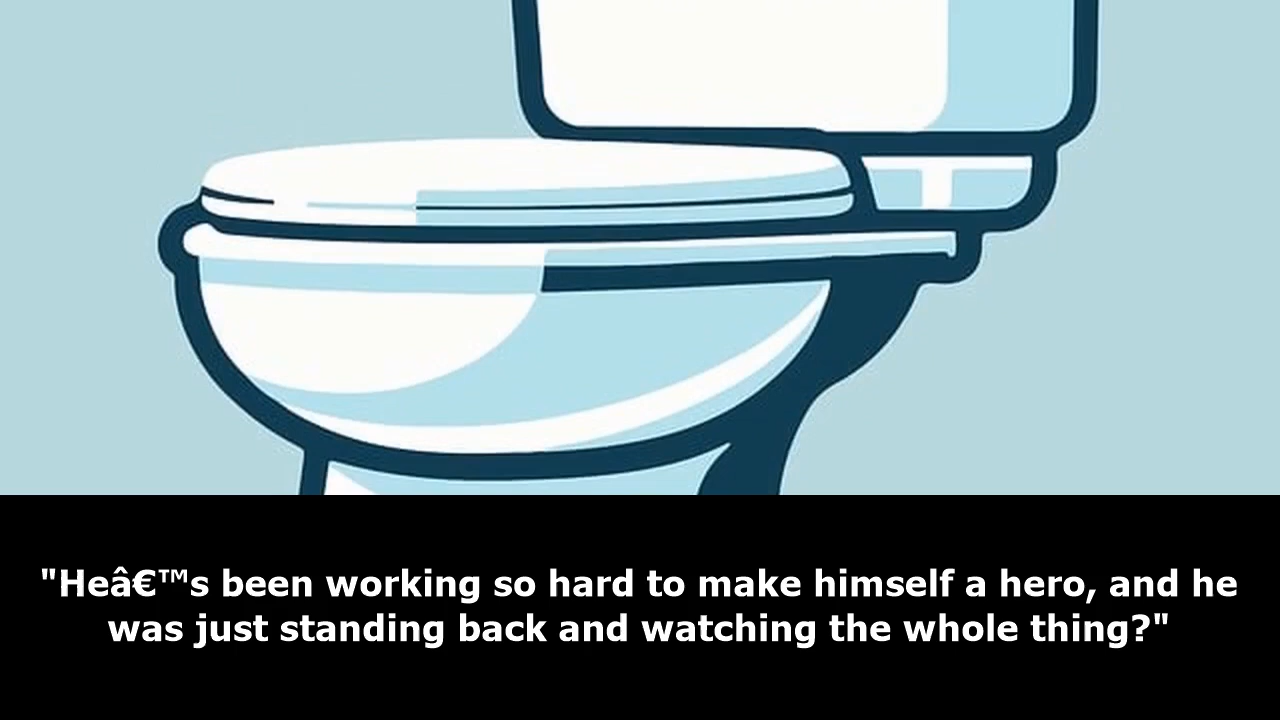 "Heâ€™s been working so hard to make himself a hero, and he
was just standing back and watching the whole thing?"